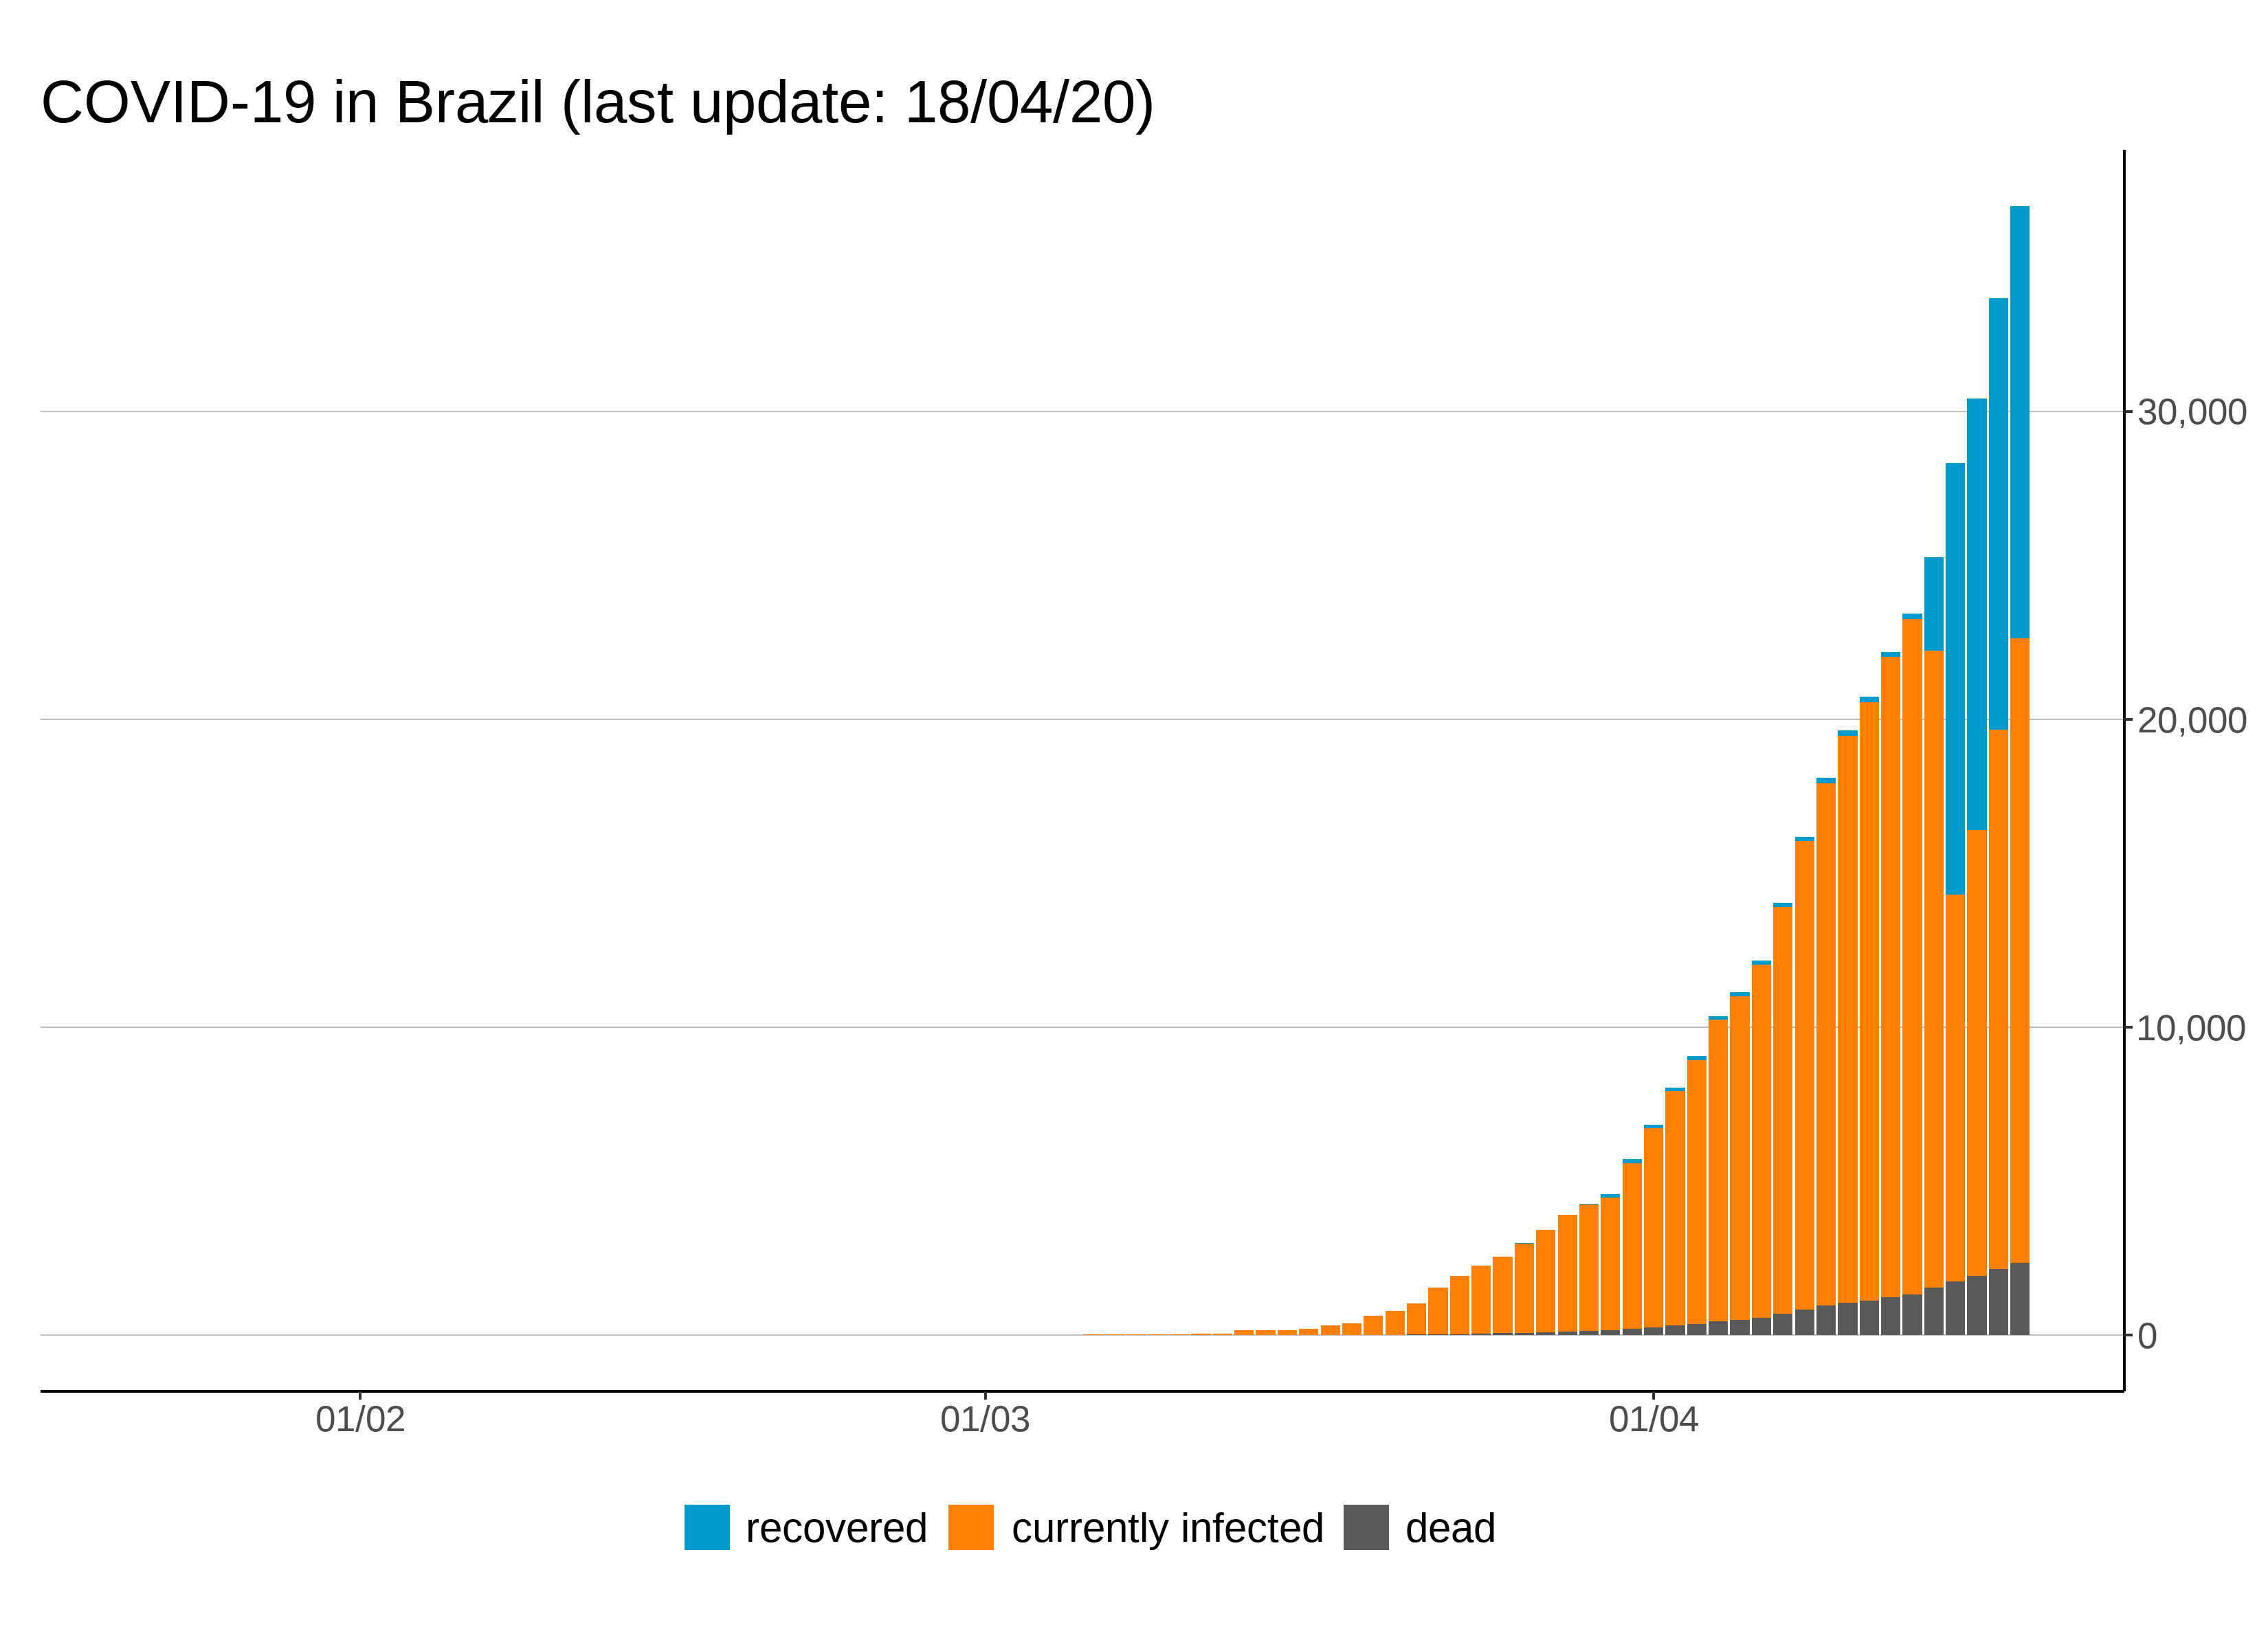 COVID-19 in Brazil (last update: 18/04/20)
30,000
20,000
10,000
0
01/02 01/03 01/04
recovered currently infected dead